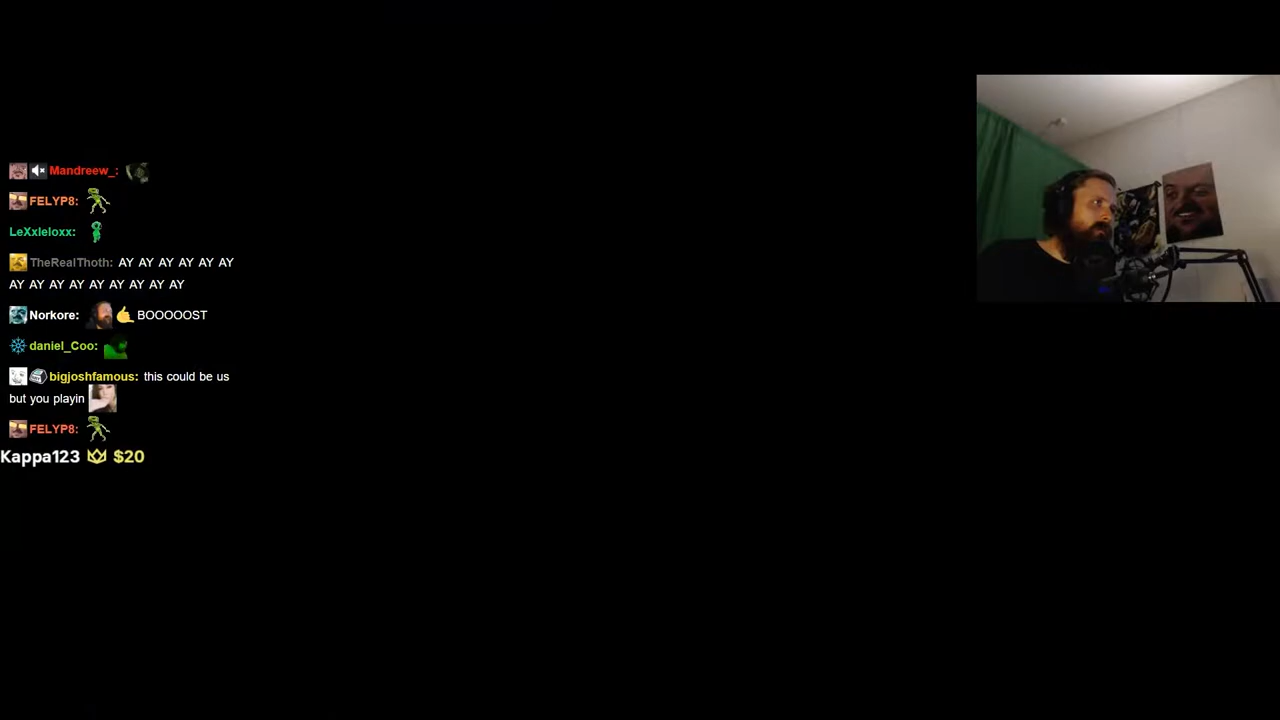 Mandreew_:
FELYP8:
LeXxleloxx:
TheRealThoth: AY AY AY AY AY AY
AY AY AY AY AY AY AY AY AY
Norkore: BOOOOOST
daniel_Coo:
bigjoshfamous: this could be us
but you playin
FELYP8:
Kappa123 $20